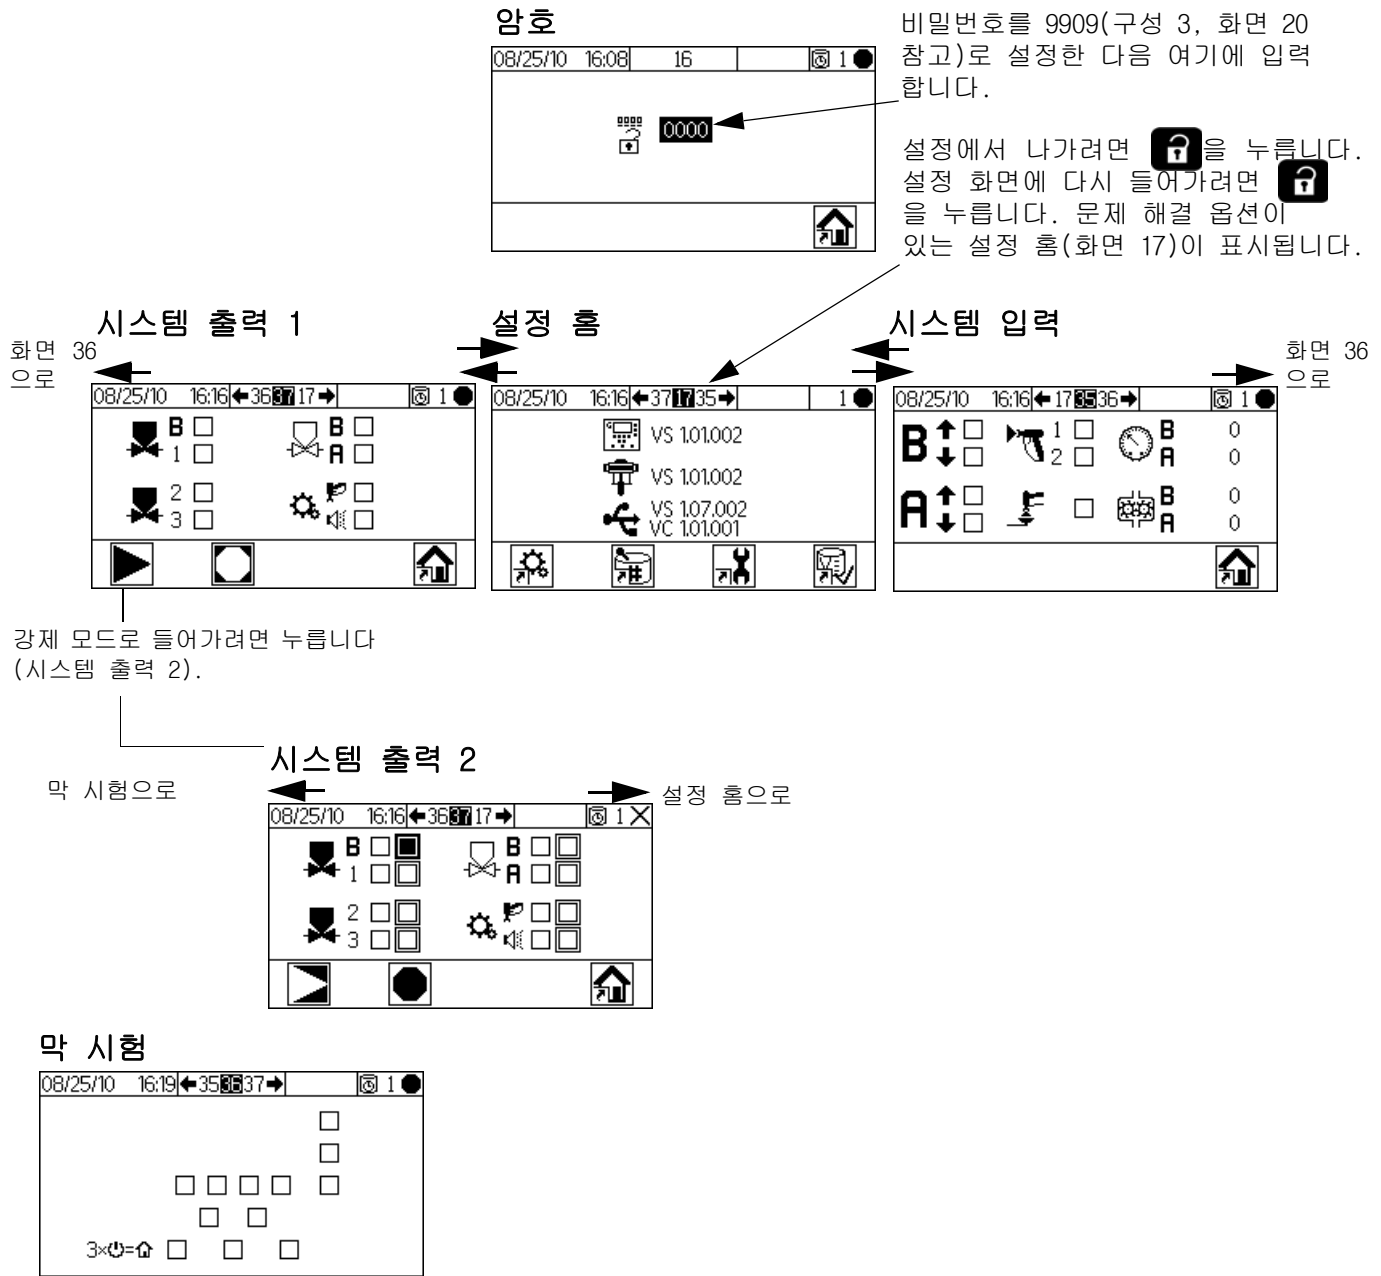 암호
비밀번호를 9909(구성 3, 화면 20
참고)로 설정한 다음 여기에 입력
합니다.
08/25/10 16:08 16 1
0000
설정에서 나가려면 을 누릅니다.
설정 화면에 다시 들어가려면
을 누릅니다. 문제 해결 옵션이
있는 설정 홈(화면 17)이 표시됩니다.
시스템 출력 1
설정 홈
시스템 입력
화면 36
으로
화면 36
으로
08/25/10 16:16 36 37 17 1
B
1
B
A
2
3
08/25/10 16:16 37 17 35 1
VS 1.01.002
VS 1.01.002
VS 1.07.002
VC 1.01.001
08/25/10 16:16 17 35 36 1
B 1 B 0
2 A 0
A B 0
A 0
강제 모드로 들어가려면 누릅니다
(시스템 출력 2).
시스템 출력 2
막 시험으로
설정 홈으로
08/25/10 16:16 36 37 17 1
B
1
B
A
2
3
막 시험
08/25/10 16:19 35 36 37 1
3× =